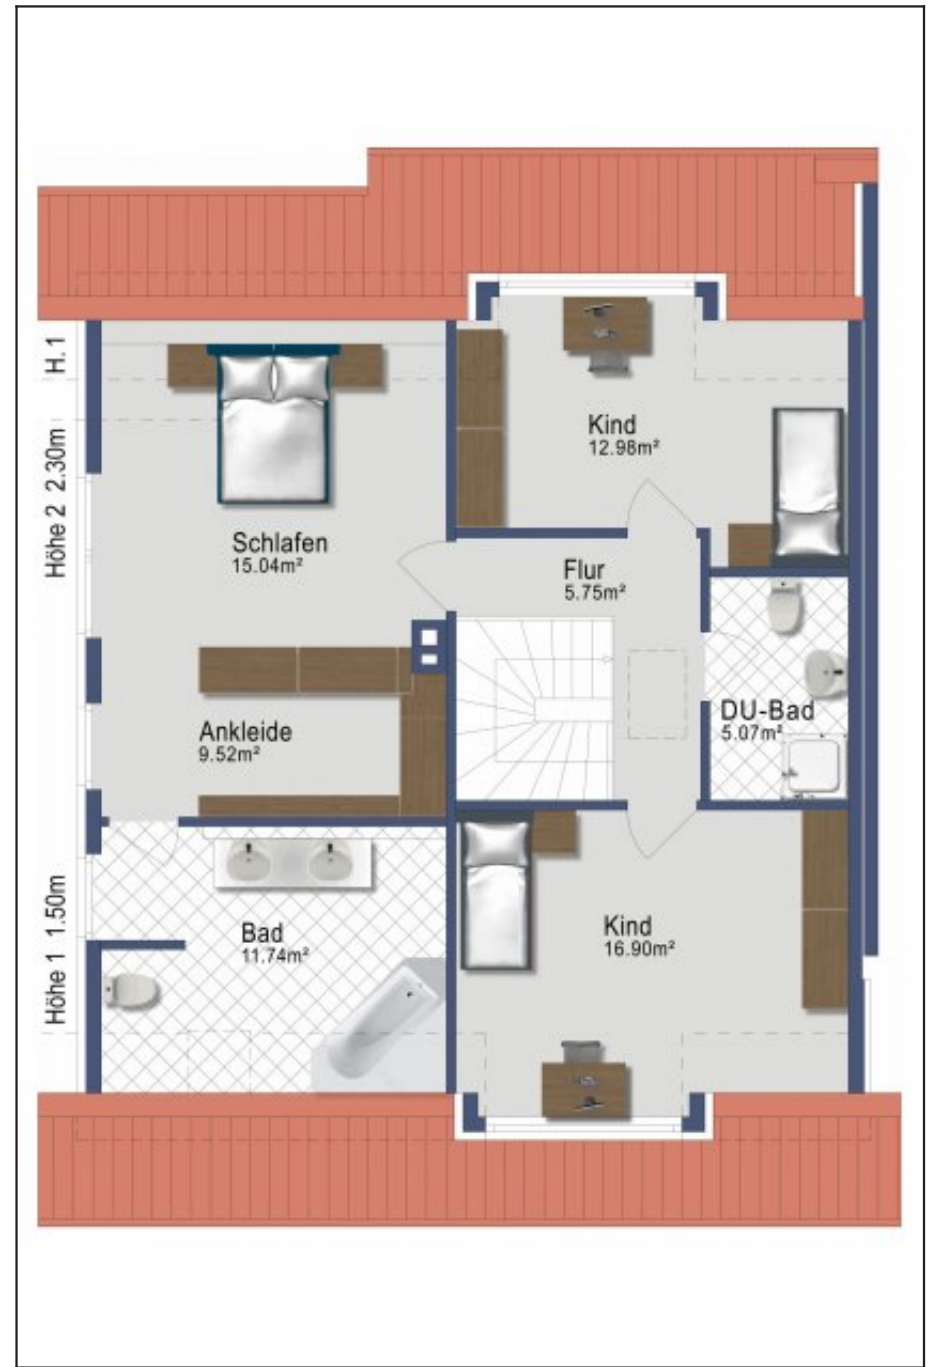 H.1
Höhe 2 2.30m
Höhe 1 1.50m
Kind
12.98m²
Schlafen
15.04m²
Flur
5.75m²
Ankleide
9.52m²
DU-Bad
5.07m²
Bad
11.74m²
Kind
16.90m²